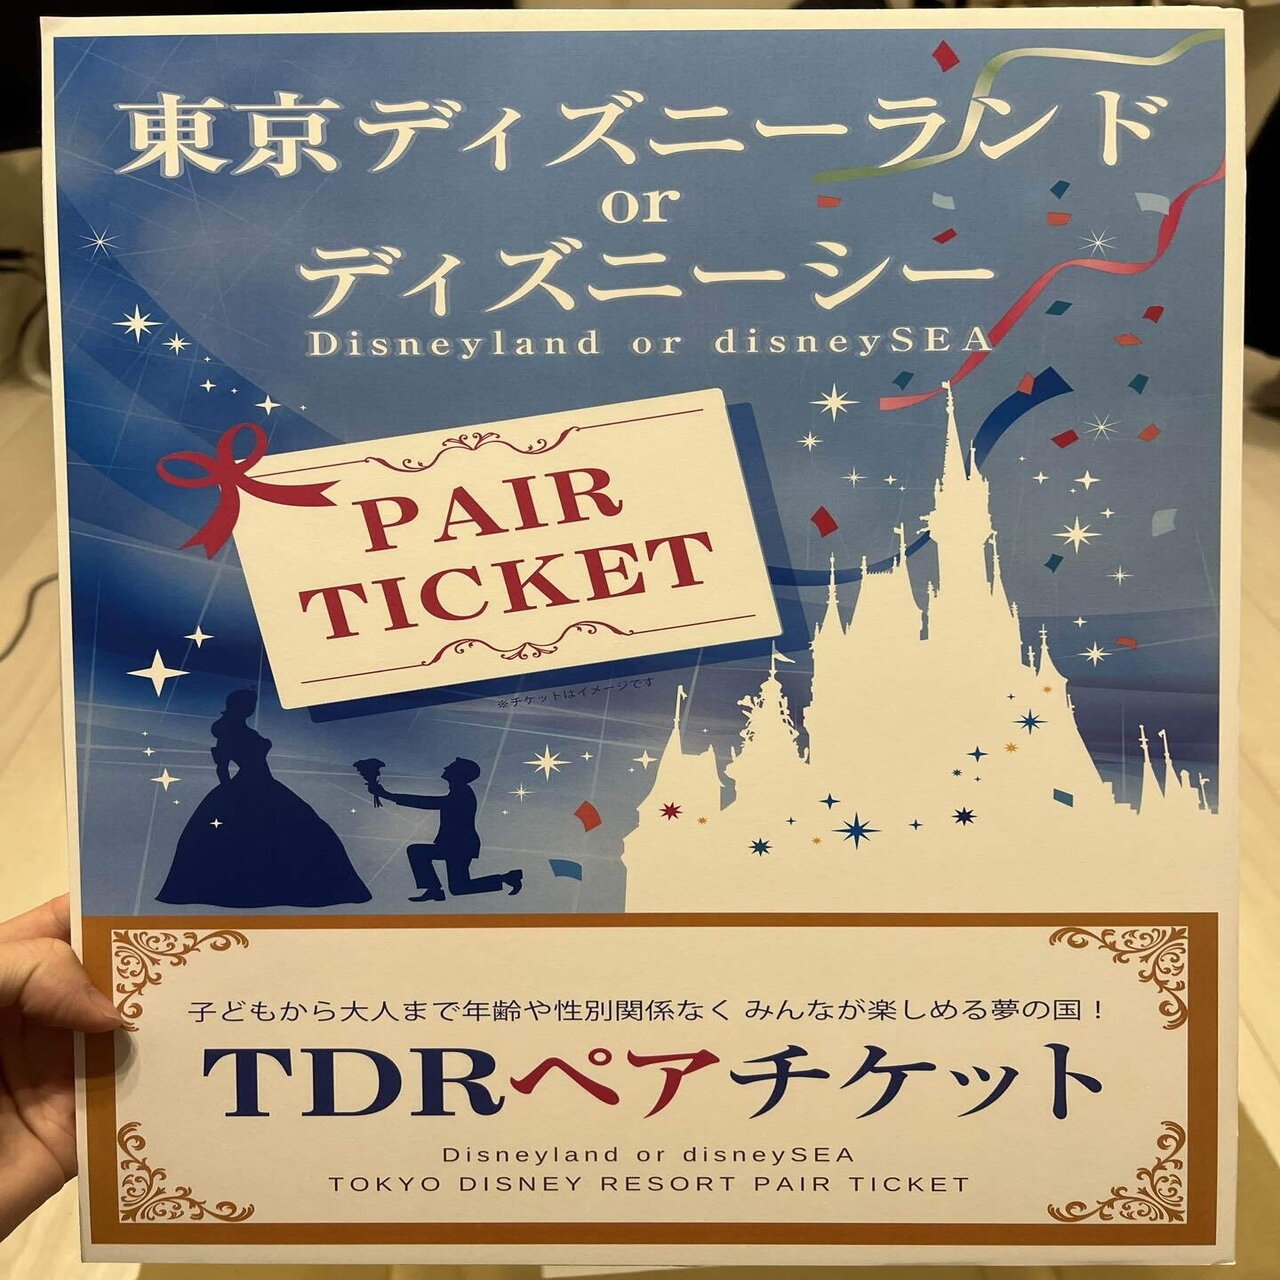 東京ディズニーランド
or
ディズニーシー
Disneyland or disneySEA
PAIR
TICKET
※チケットはイメージです
子どもから大人まで年齢や性別関係なく みんなが楽しめる夢の国！
TDRペアチケット
Disneyland or disneySEA
TOKYO DISNEY RESORT PAIR TICKET